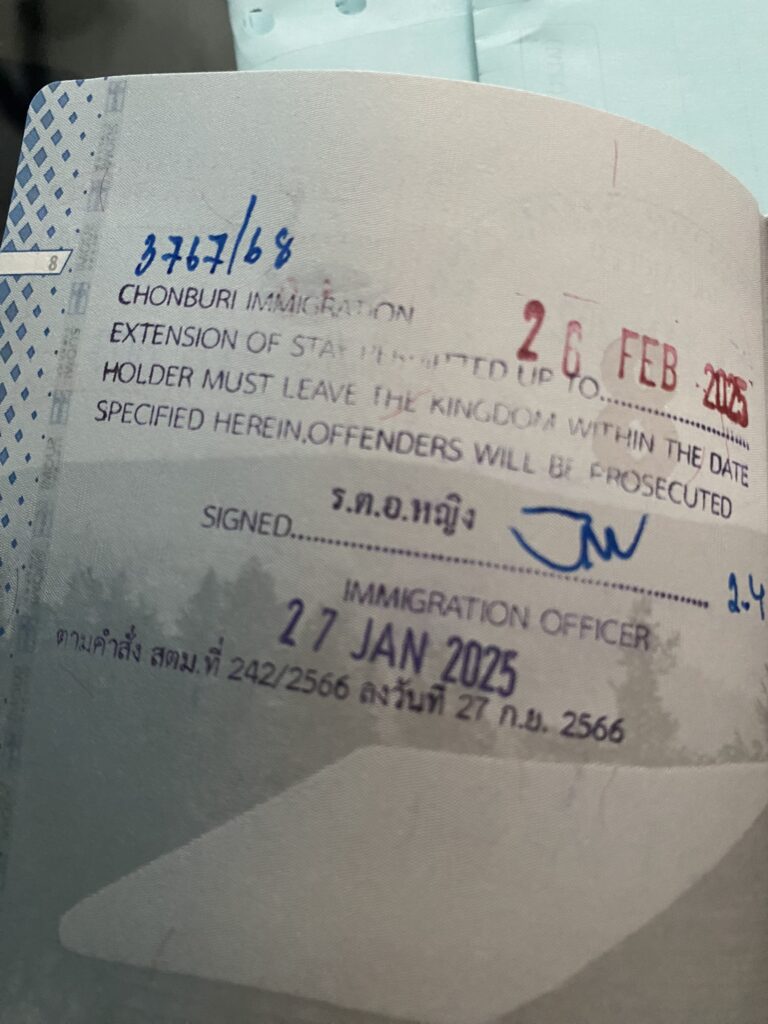 3767/68
8
CHONBURI IMMIGRATION
EXTENSION OF STAY PERMITTED UP TO.................. 26 FEB 2025
HOLDER MUST LEAVE THE KINGDOM WITHIN THE DATE
SPECIFIED HEREIN.OFFENDERS WILL BE PROSECUTED
ร.ต.อ.หญิง
SIGNED.................................................. 2.4
IMMIGRATION OFFICER
27 JAN 2025
ตามคำสั่ง สตม.ที่ 242/2566 ลงวันที่ 27 ก.ย. 2566